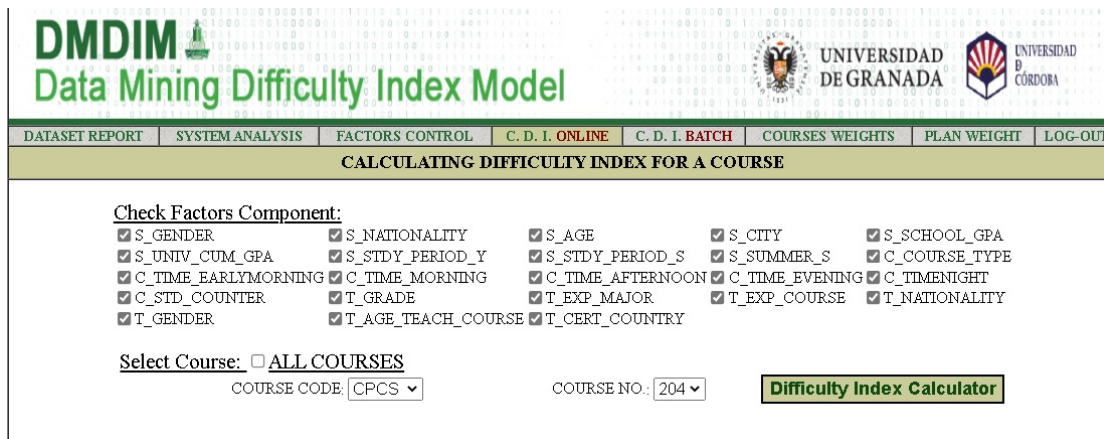 DMDIM
Data Mining Difficulty Index Model
UNIVERSIDAD
DE GRANADA
UNIVERSIDAD
D
CÓRDOBA
DATASET REPORT SYSTEM ANALYSIS FACTORS CONTROL C. D. I. ONLINE C. D. I. BATCH COURSES WEIGHTS PLAN WEIGHT LOG-OUT
CALCULATING DIFFICULTY INDEX FOR A COURSE
Check Factors Component:
S_GENDER S_NATIONALITY S_AGE S_CITY S_SCHOOL_GPA
S_UNIV_CUM_GPA S_STDY_PERIOD_Y S_STDY_PERIOD_S S_SUMMER_S C_COURSE_TYPE
C_TIME_EARLYMORNING C_TIME_MORNING C_TIME_AFTERNOON C_TIME_EVENING C_TIMENIGHT
C_STD_COUNTER T_GRADE T_EXP_MAJOR T_EXP_COURSE T_NATIONALITY
T_GENDER T_AGE_TEACH_COURSE T_CERT_COUNTRY
Select Course: ALL COURSES
COURSE CODE: CPCS COURSE NO.: 204 Difficulty Index Calculator